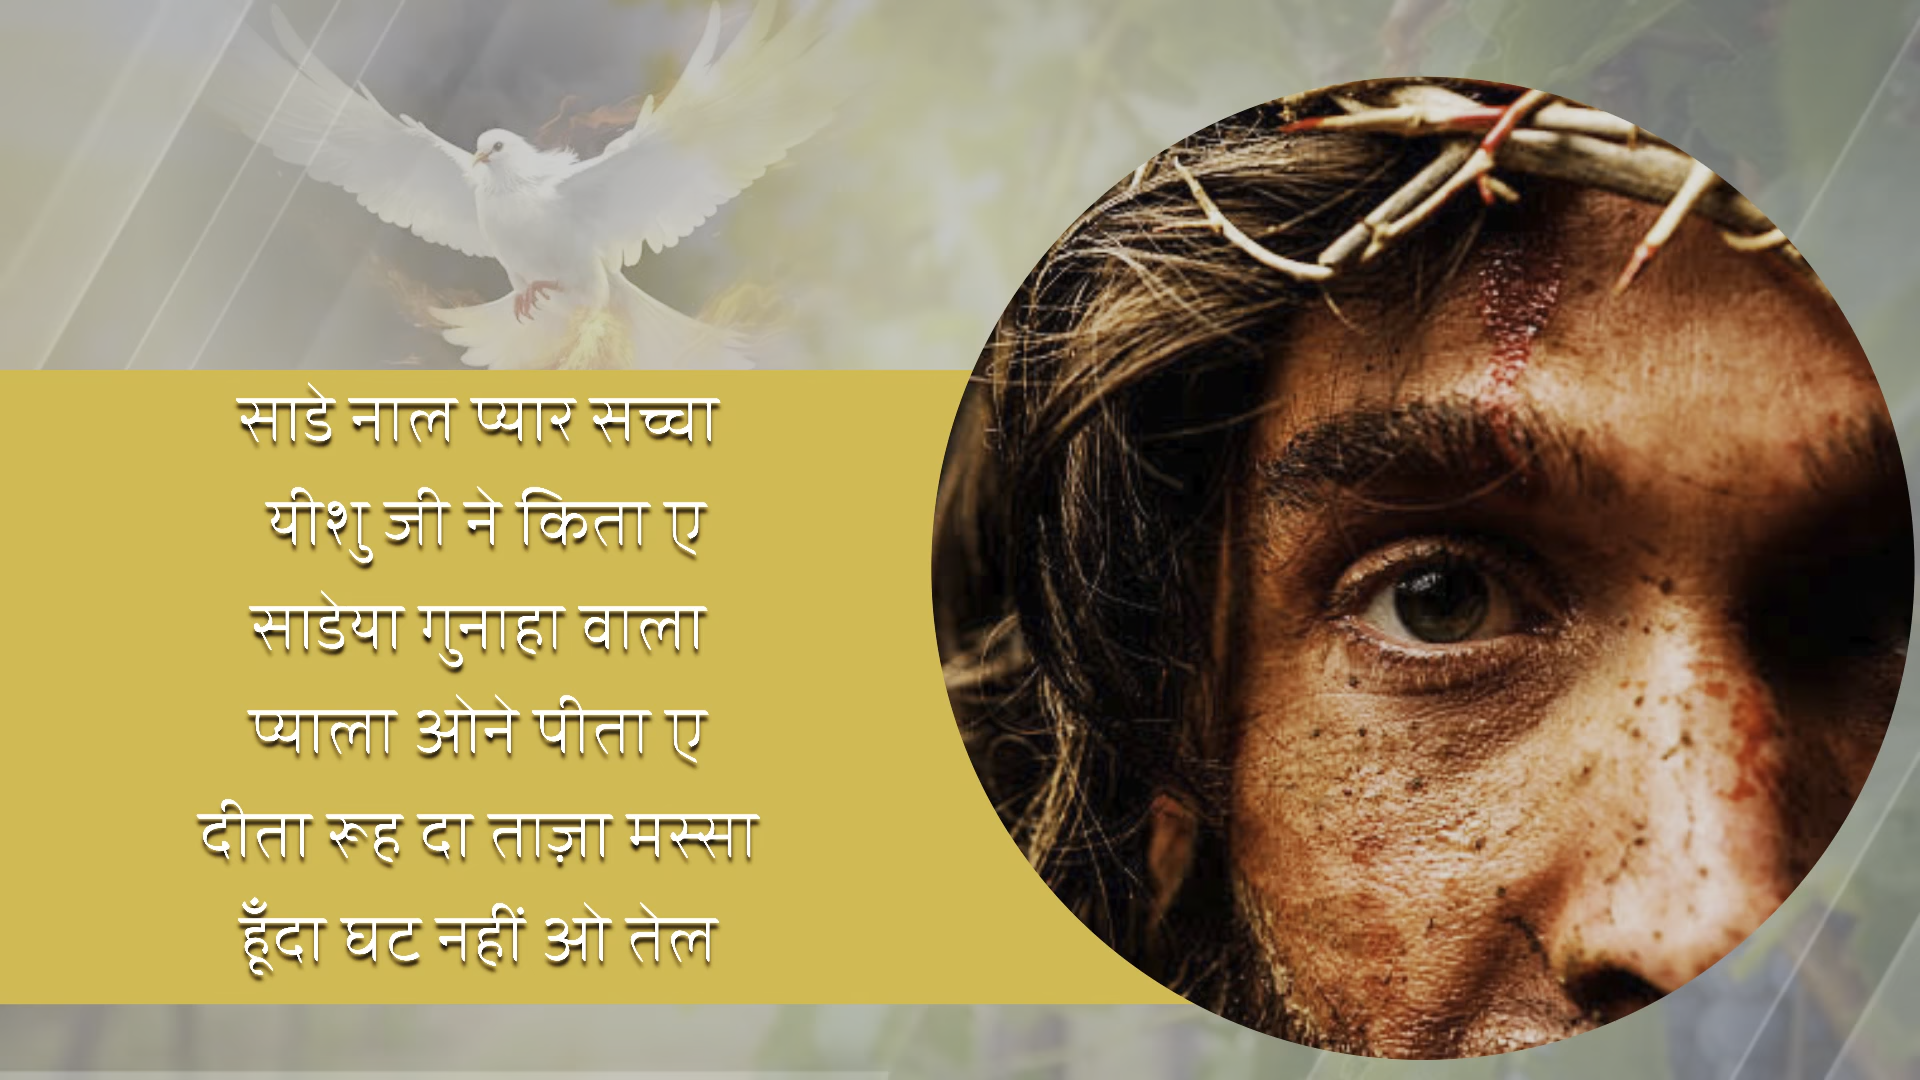 साडे नाल प्यार सच्चा
यीशु जी ने किता ए
साडेया गुनाहा वाला
प्याला ओने पीता ए
दीता रूह दा ताज़ा मस्सा
हूँदा घट नहीं ओ तेल